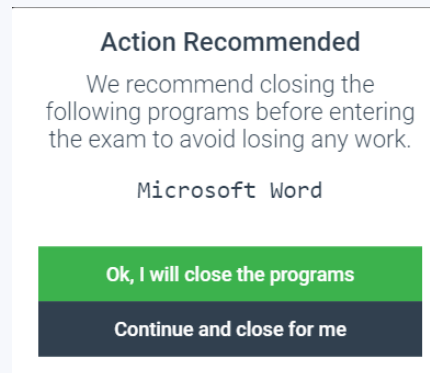 Action Recommended
We recommend closing the
following programs before entering
the exam to avoid losing any work.
Microsoft Word
Ok, I will close the programs
Continue and close for me